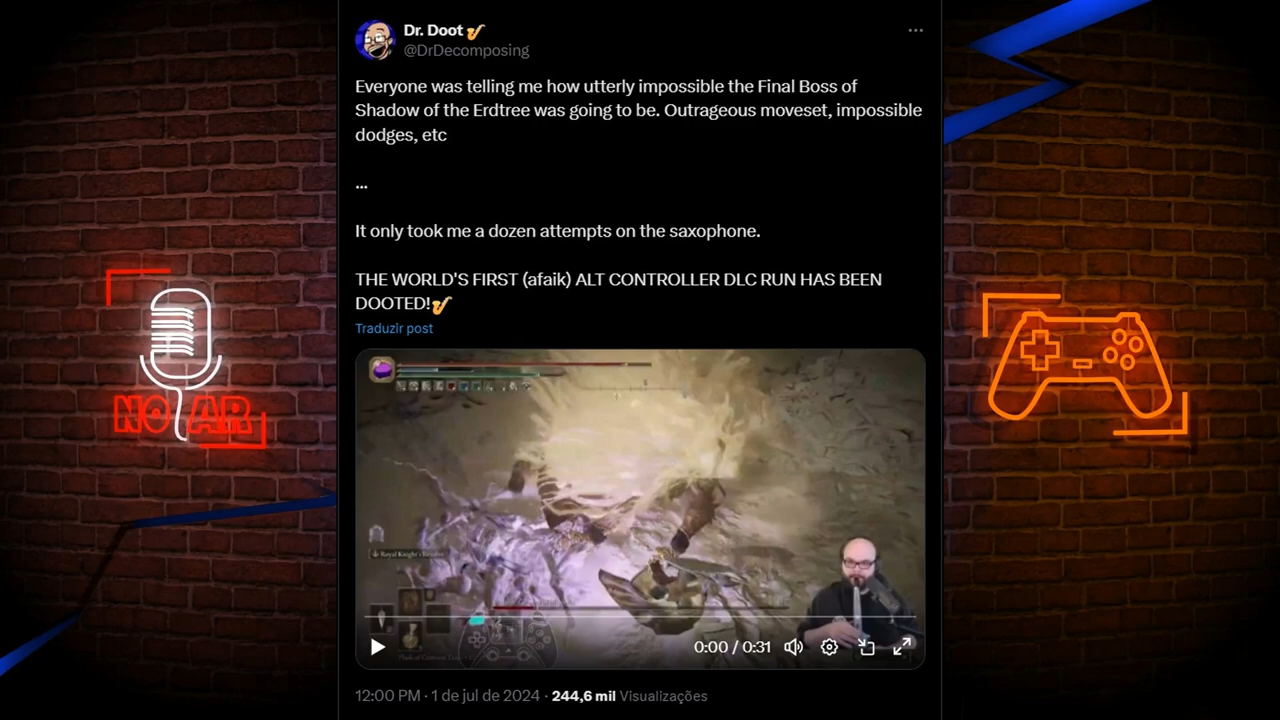 Dr. Doot
@DrDecomposing
Everyone was telling me how utterly impossible the Final Boss of
Shadow of the Erdtree was going to be. Outrageous moveset, impossible
dodges, etc
...
It only took me a dozen attempts on the saxophone.
THE WORLD'S FIRST (afaik) ALT CONTROLLER DLC RUN HAS BEEN
DOOTED!
Traduzir post
NO AR
Royal Knight's Resolve
0:00 / 0:31
12:00 PM · 1 de jul de 2024 · 244,6 mil Visualizações